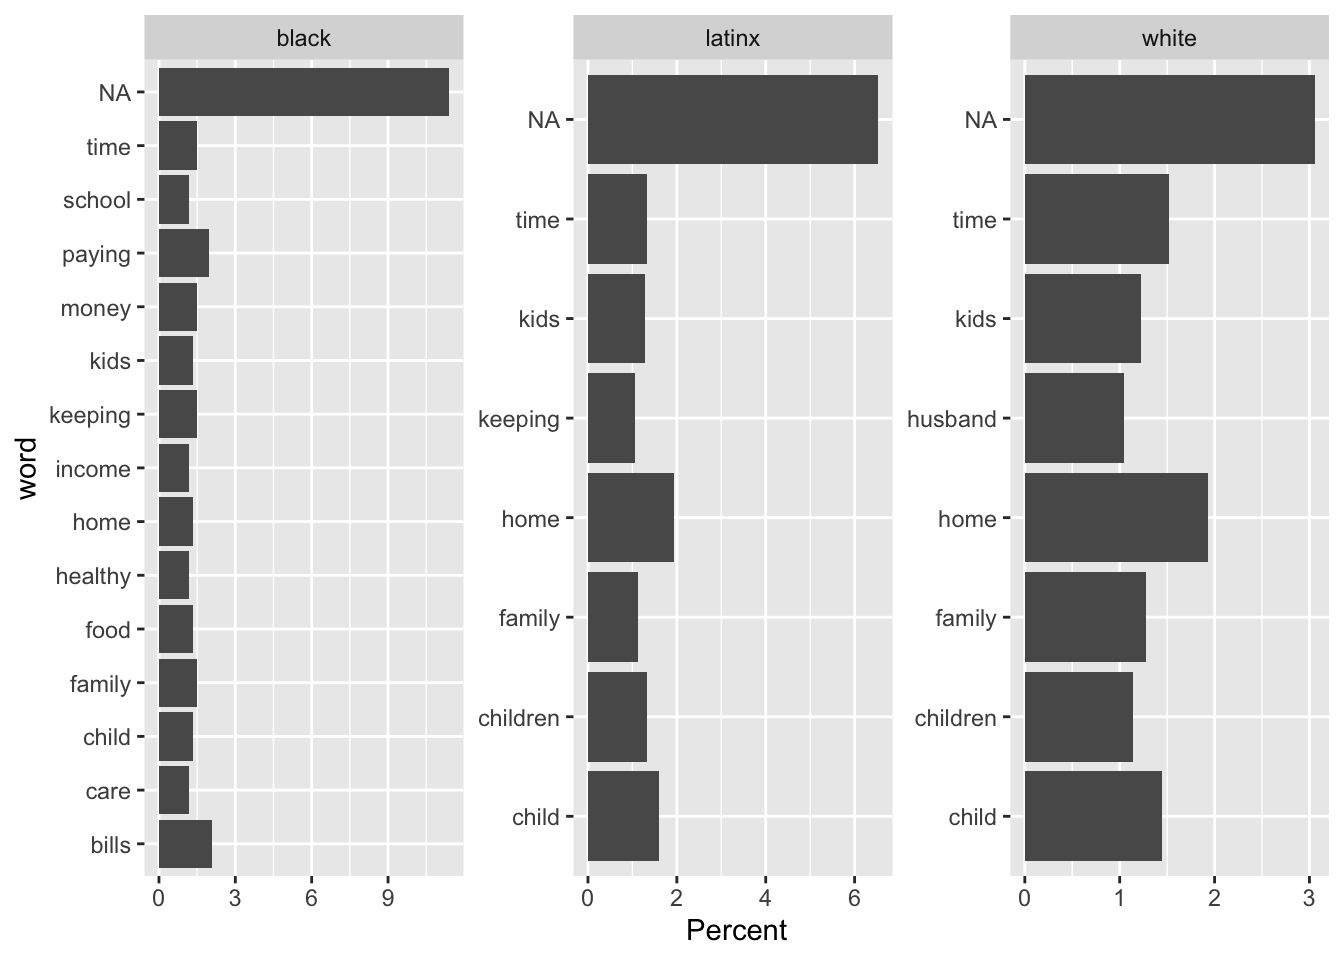 black
latinx
white
word
NA
time
school
paying
money
kids
keeping
income
home
healthy
food
family
child
care
bills
0 3 6 9
NA
time
kids
keeping
home
family
children
child
0 2 4 6
NA
time
kids
husband
home
family
children
child
0 1 2 3
Percent